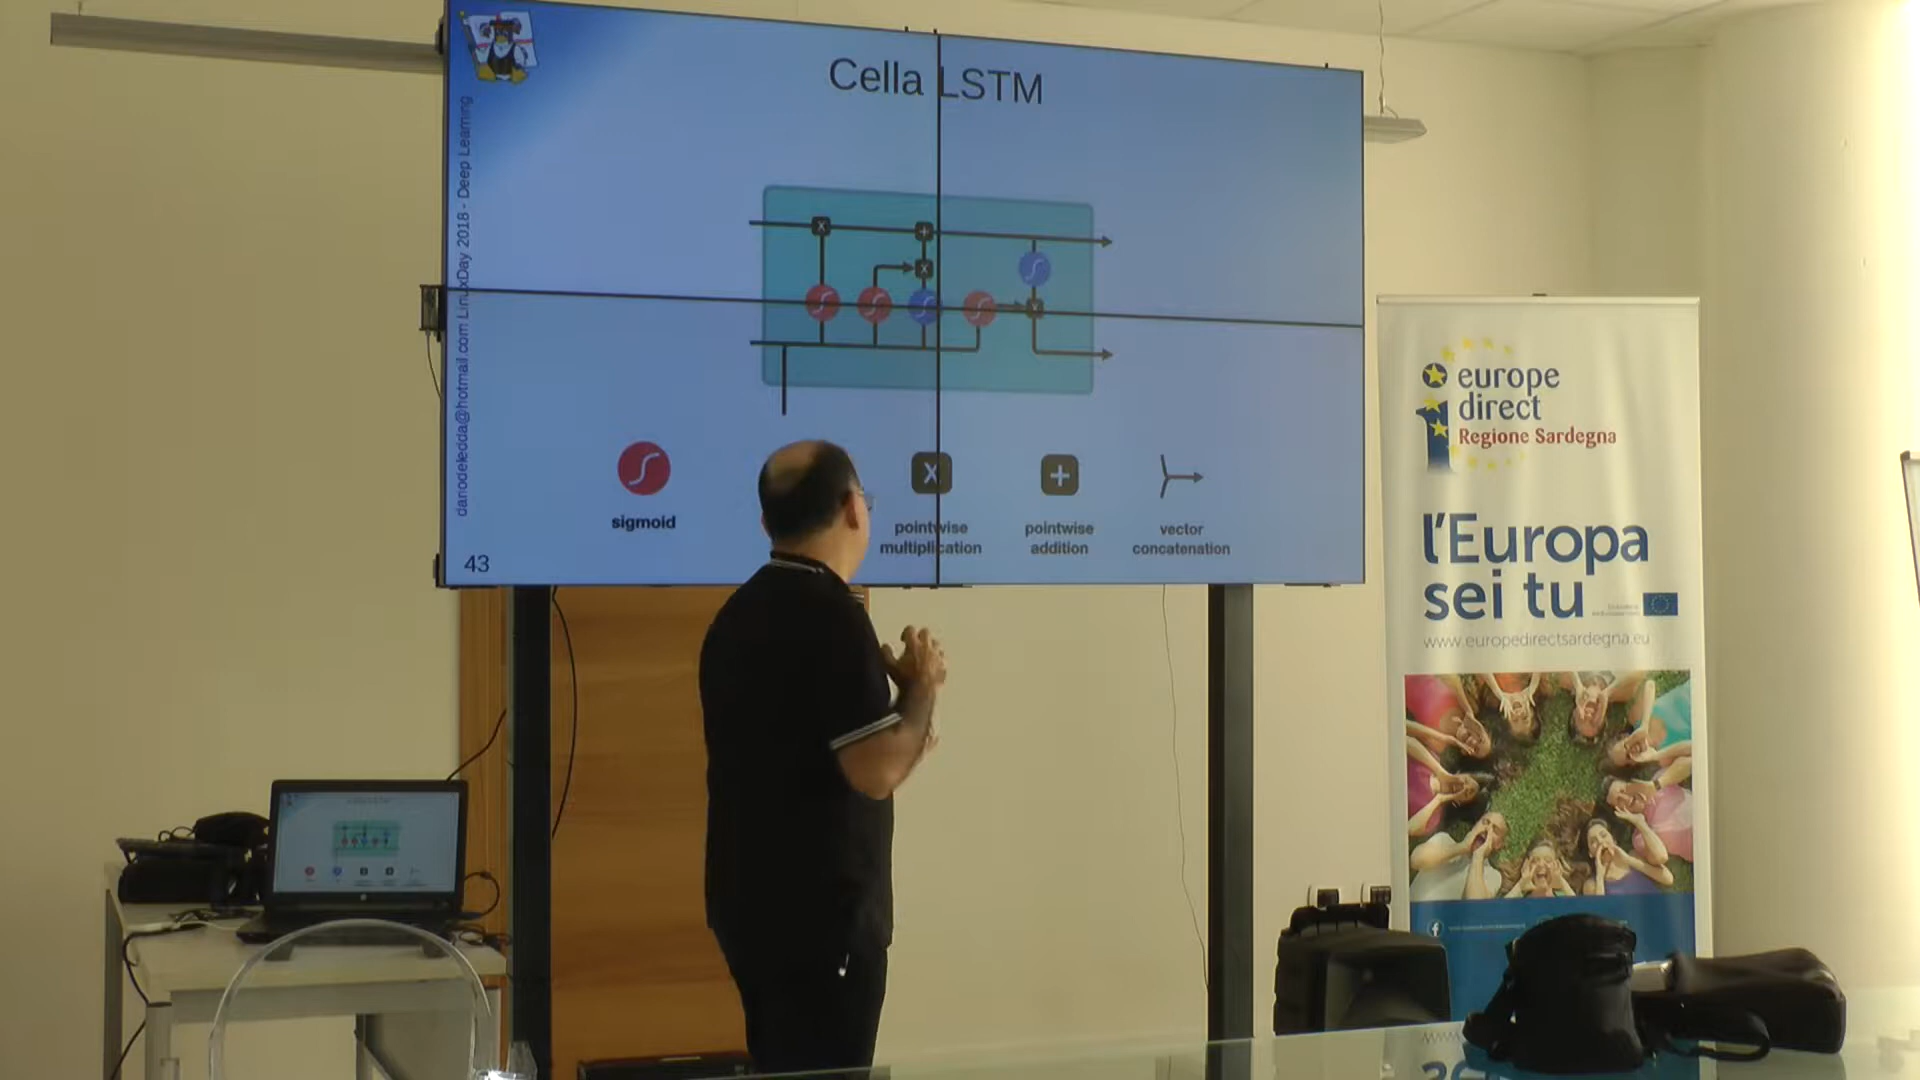 Cella LSTM
dariodeledda@hotmail.com LinuxDay 2018 - Deep Learning
X
+
X
X
sigmoid
pointwise
multiplication
+
pointwise
addition
vector
concatenation
43
europe
direct
Regione Sardegna
l'Europa
sei tu
www.europedirectsardegna.eu